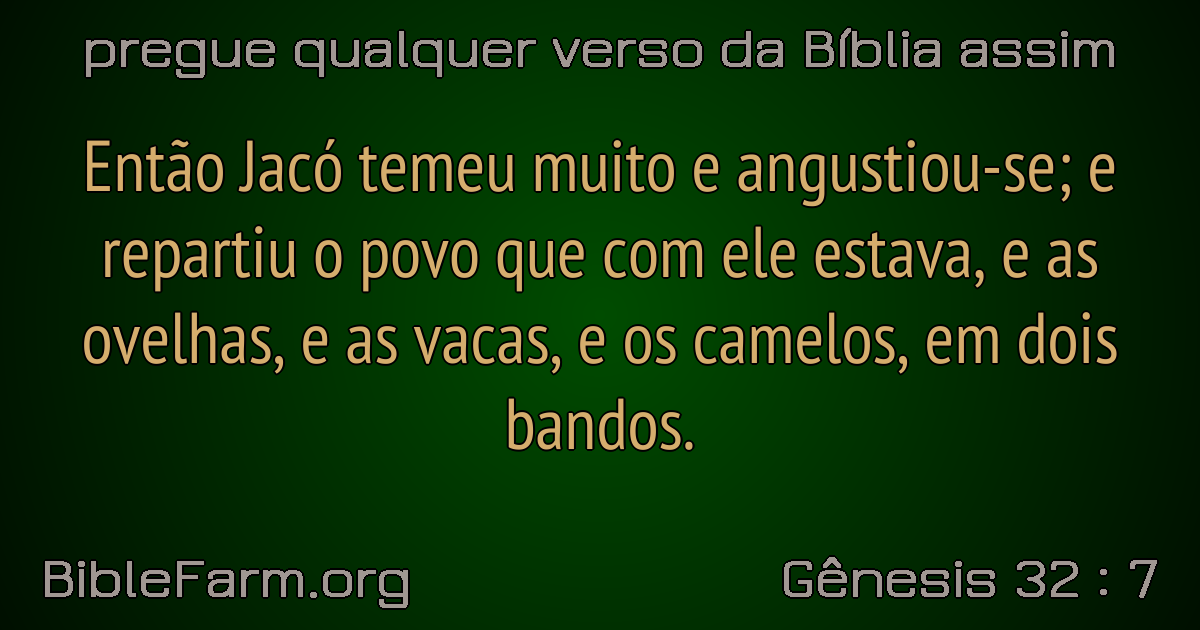 pregue qualquer verso da Bíblia assim
Então Jacó temeu muito e angustiou-se; e
repartiu o povo que com ele estava, e as
ovelhas, e as vacas, e os camelos, em dois
bandos.
BibleFarm.org
Gênesis 32 : 7